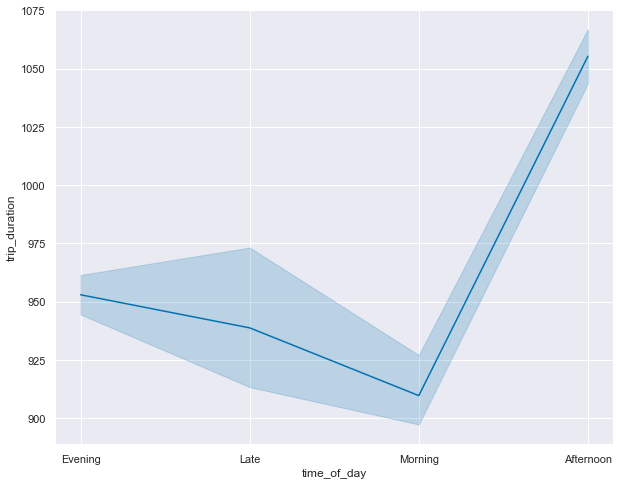 1075
1050
1025
1000
975
950
925
900
trip_duration
Evening
Late
Morning
Afternoon
time_of_day